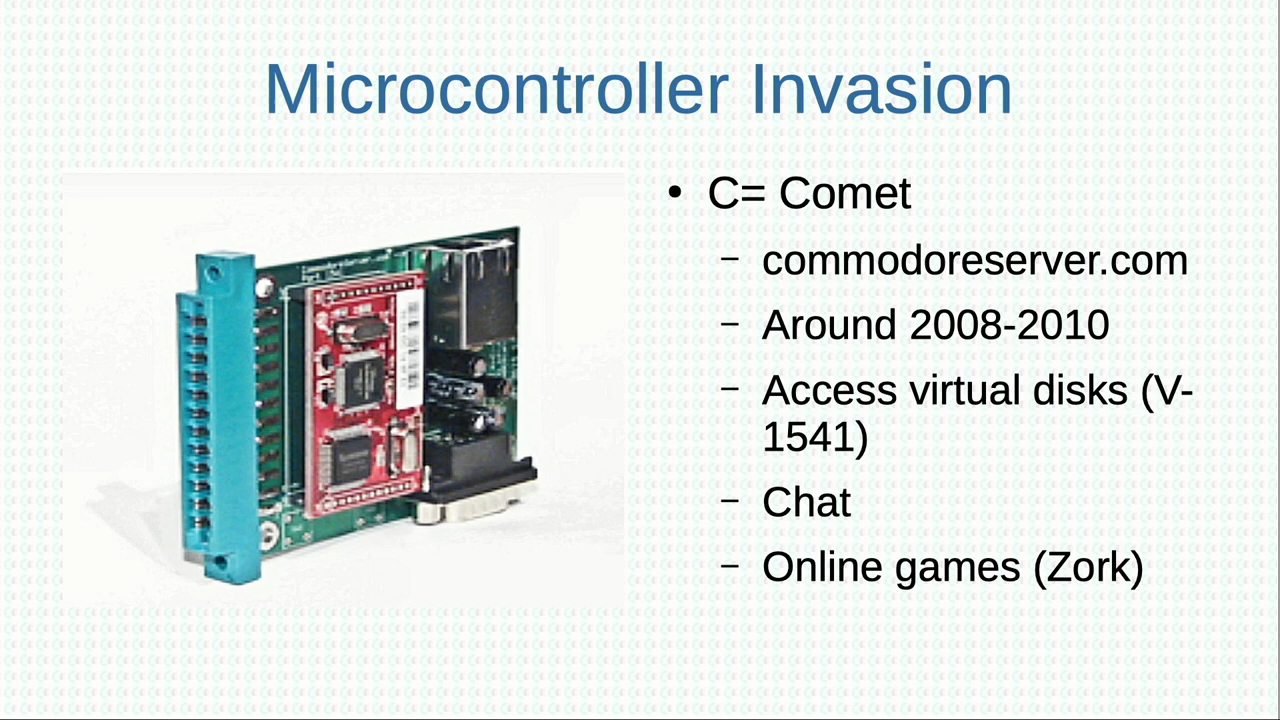 Microcontroller Invasion
• C= Comet
– commodoreserver.com
– Around 2008-2010
– Access virtual disks (V-
1541)
– Chat
– Online games (Zork)